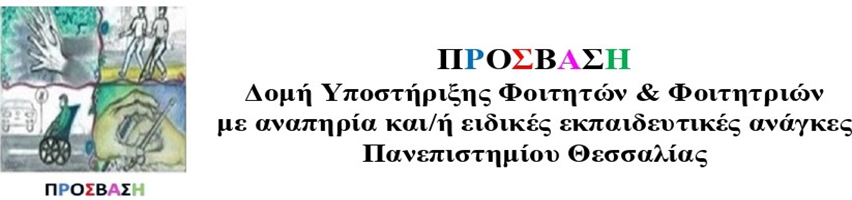 ΠΡΟΣΒΑΣΗ
Δομή Υποστήριξης Φοιτητών & Φοιτητριών
με αναπηρία και/ή ειδικές εκπαιδευτικές ανάγκες
Πανεπιστημίου Θεσσαλίας
ΠΡΟΣΒΑΣΗ